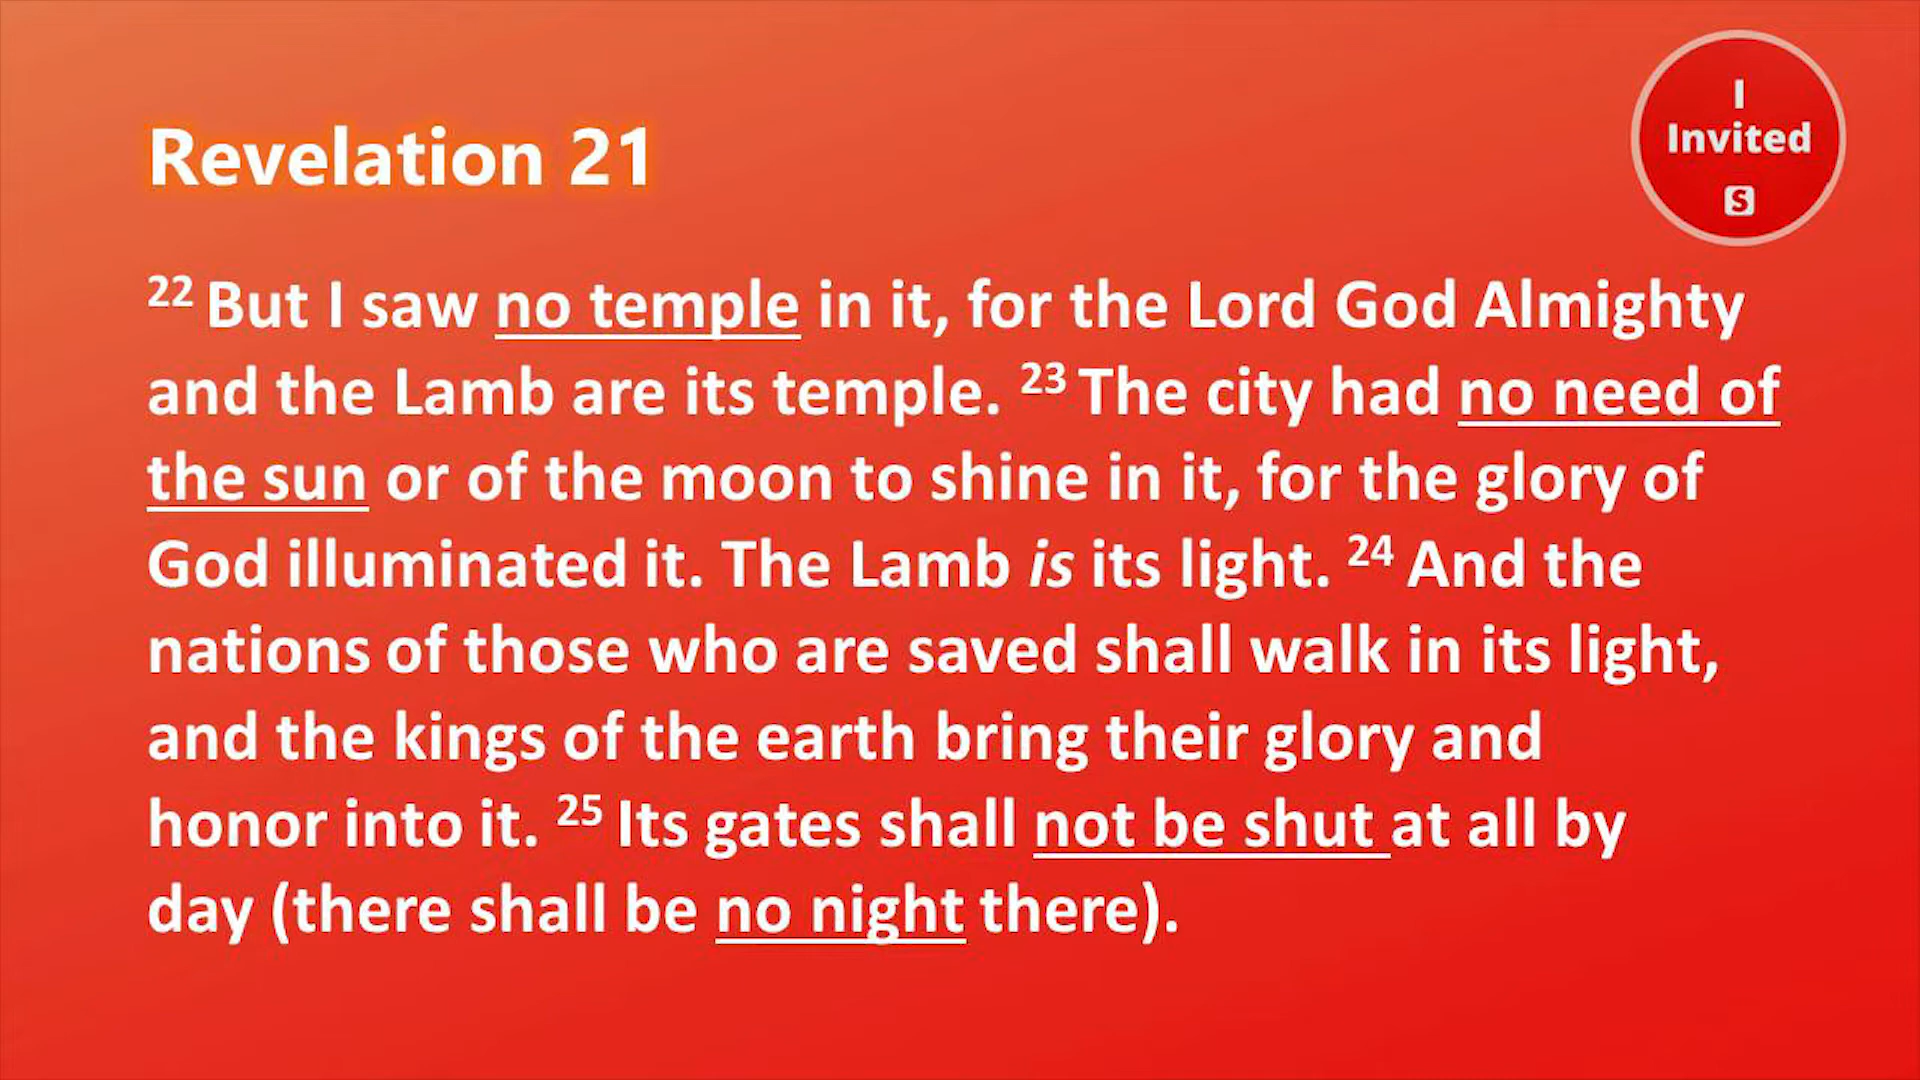 Revelation 21
I
Invited
S
22 But I saw no temple in it, for the Lord God Almighty
and the Lamb are its temple. 23 The city had no need of
the sun or of the moon to shine in it, for the glory of
God illuminated it. The Lamb is its light. 24 And the
nations of those who are saved shall walk in its light,
and the kings of the earth bring their glory and
honor into it. 25 Its gates shall not be shut at all by
day (there shall be no night there).